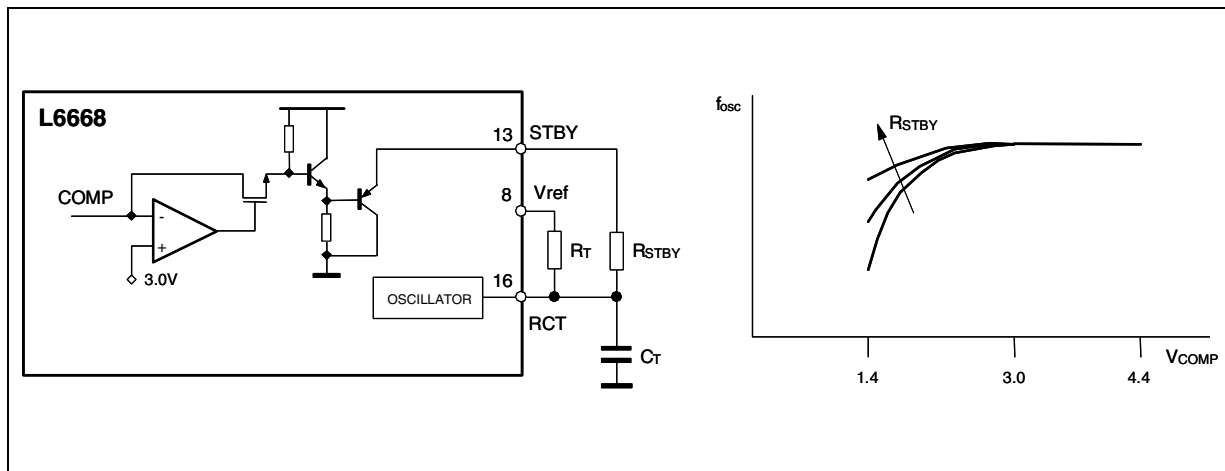 L6668
13 STBY
COMP
8 Vref
-
+
3.0V
RT
RSTBY
16
OSCILLATOR
RCT
CT
fosc
RSTBY
1.4
3.0
4.4
VCOMP